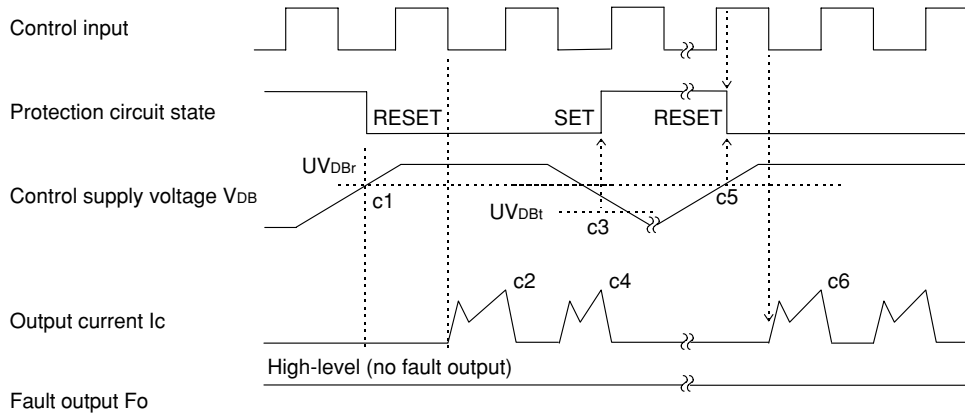 Control input
Protection circuit state
RESET
SET
RESET
UVDBr
Control supply voltage VDB
c1
UVDBt
c3
c5
c2
c4
c6
Output current Ic
High-level (no fault output)
Fault output Fo